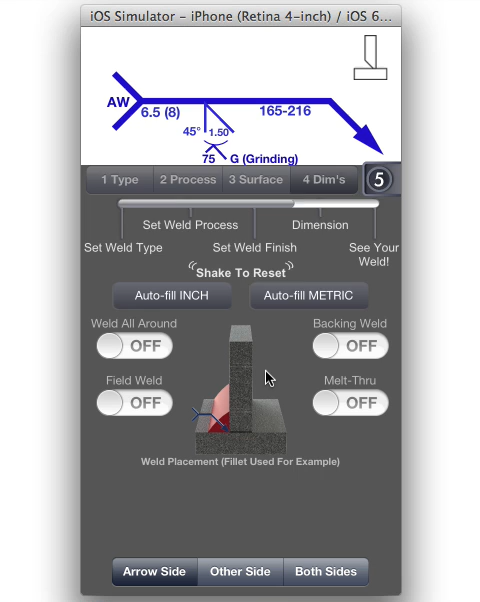 iOS Simulator - iPhone (Retina 4-inch) / iOS 6...
AW
6.5 (8)
165-216
45° 1.50
75 G (Grinding)
1 Type 2 Process 3 Surface 4 Dim's 5
Set Weld Process Dimension
Set Weld Type Set Weld Finish See Your
Weld!
Shake To Reset
Auto-fill INCH Auto-fill METRIC
Weld All Around Backing Weld
OFF OFF
Field Weld Melt-Thru
OFF OFF
Weld Placement (Fillet Used For Example)
Arrow Side Other Side Both Sides